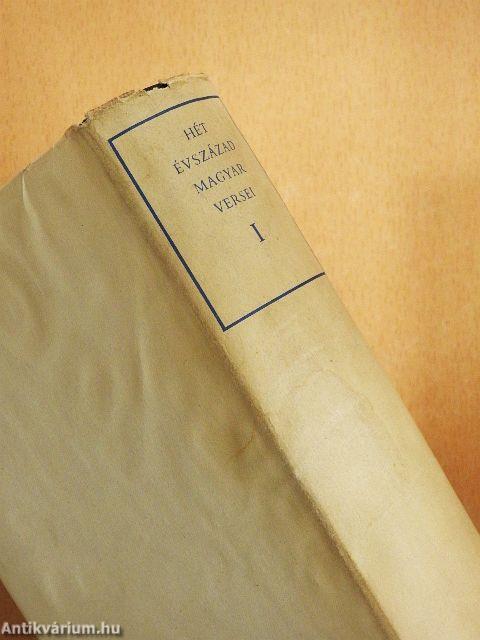 HÉT
ÉVSZÁZAD
MAGYAR
VERSEI
I
Antikvárium.hu